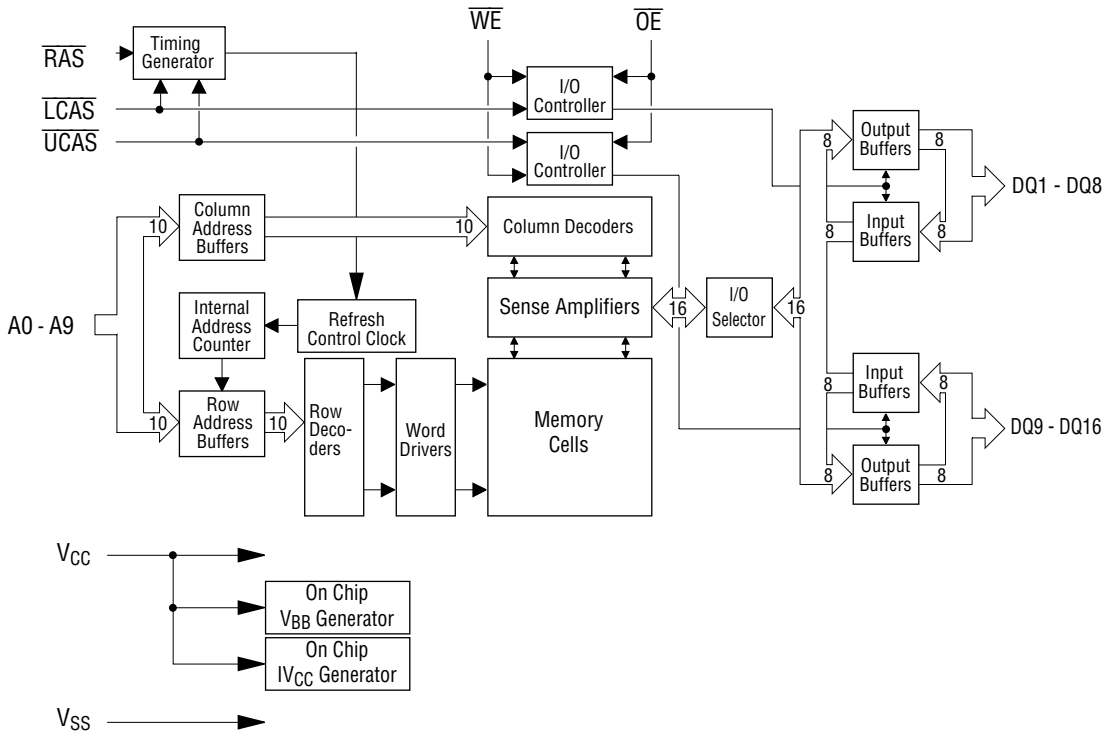 WE
OE
RAS
Timing
Generator
I/O
Controller
LCAS
UCAS
I/O
Controller
Output
Buffers
8
8
DQ1 - DQ8
Input
Buffers
8
8
10
Column
Address
Buffers
10
Column Decoders
A0 - A9
Internal
Address
Counter
Refresh
Control Clock
Sense Amplifiers
16
I/O
Selector
16
10
Row
Address
Buffers
10
Row
Deco-
ders
Word
Drivers
Memory
Cells
Input
Buffers
8
8
DQ9 - DQ16
Output
Buffers
8
8
VCC
On Chip
VBB Generator
On Chip
IVCC Generator
VSS